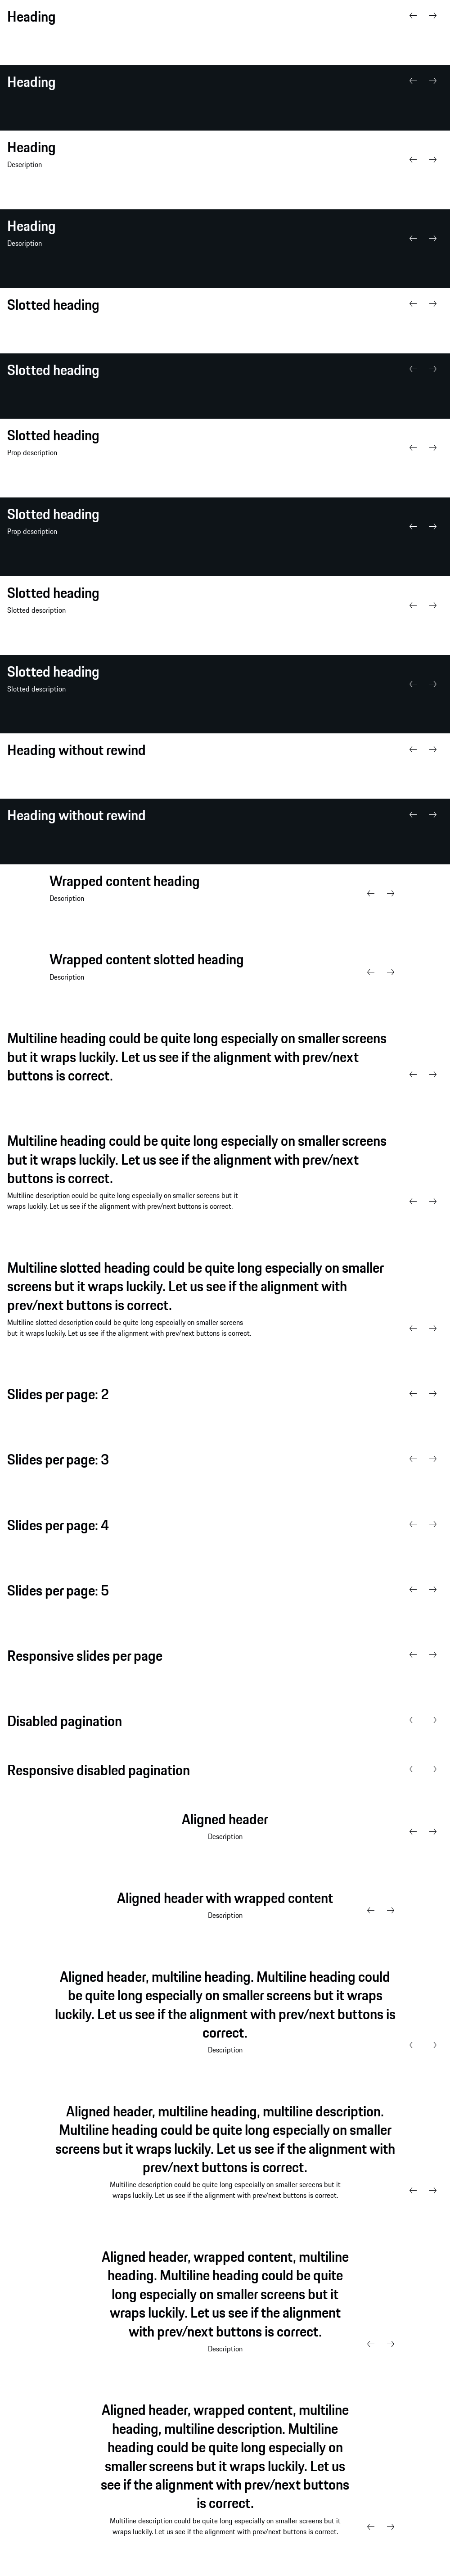 Heading
Heading
Heading
Description
Heading
Description
Slotted heading
Slotted heading
Slotted heading
Prop description
Slotted heading
Prop description
Slotted heading
Slotted description
Slotted heading
Slotted description
Heading without rewind
Heading without rewind
Wrapped content heading
Description
Wrapped content slotted heading
Description
Multiline heading could be quite long especially on smaller screens
but it wraps luckily. Let us see if the alignment with prev/next
buttons is correct.
Multiline heading could be quite long especially on smaller screens
but it wraps luckily. Let us see if the alignment with prev/next
buttons is correct.
Multiline description could be quite long especially on smaller screens but it
wraps luckily. Let us see if the alignment with prev/next buttons is correct.
Multiline slotted heading could be quite long especially on smaller
screens but it wraps luckily. Let us see if the alignment with
prev/next buttons is correct.
Multiline slotted description could be quite long especially on smaller screens
but it wraps luckily. Let us see if the alignment with prev/next buttons is correct.
Slides per page: 2
Slides per page: 3
Slides per page: 4
Slides per page: 5
Responsive slides per page
Disabled pagination
Responsive disabled pagination
Aligned header
Description
Aligned header with wrapped content
Description
Aligned header, multiline heading. Multiline heading could
be quite long especially on smaller screens but it wraps
luckily. Let us see if the alignment with prev/next buttons is
correct.
Description
Aligned header, multiline heading, multiline description.
Multiline heading could be quite long especially on smaller
screens but it wraps luckily. Let us see if the alignment with
prev/next buttons is correct.
Multiline description could be quite long especially on smaller screens but it
wraps luckily. Let us see if the alignment with prev/next buttons is correct.
Aligned header, wrapped content, multiline
heading. Multiline heading could be quite
long especially on smaller screens but it
wraps luckily. Let us see if the alignment
with prev/next buttons is correct.
Description
Aligned header, wrapped content, multiline
heading, multiline description. Multiline
heading could be quite long especially on
smaller screens but it wraps luckily. Let us
see if the alignment with prev/next buttons
is correct.
Multiline description could be quite long especially on smaller screens but it
wraps luckily. Let us see if the alignment with prev/next buttons is correct.